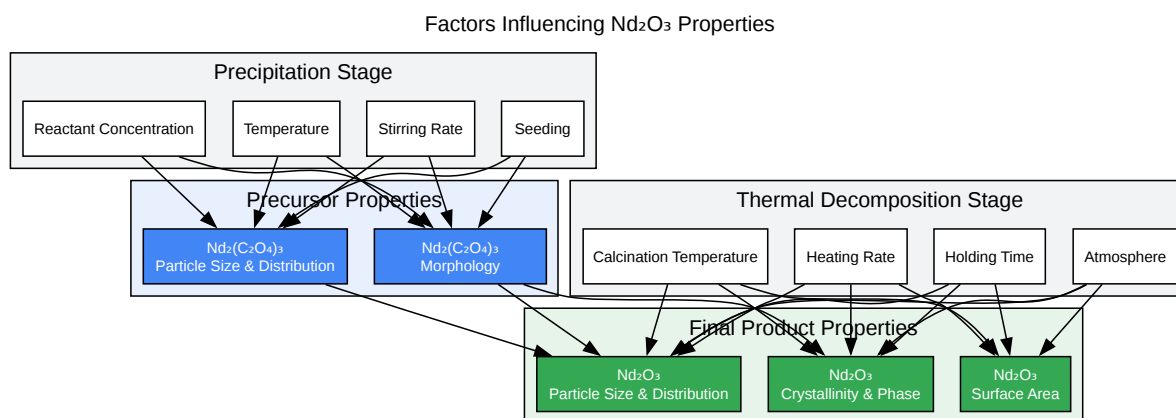 Factors Influencing Nd₂O₃ Properties
Precipitation Stage
Reactant Concentration
Temperature
Stirring Rate
Seeding
Precursor Properties
Nd₂(C₂O₄)₃
Particle Size & Distribution
Nd₂(C₂O₄)₃
Morphology
Thermal Decomposition Stage
Calcination Temperature
Heating Rate
Holding Time
Atmosphere
Final Product Properties
Nd₂O₃
Particle Size & Distribution
Nd₂O₃
Crystallinity & Phase
Nd₂O₃
Surface Area